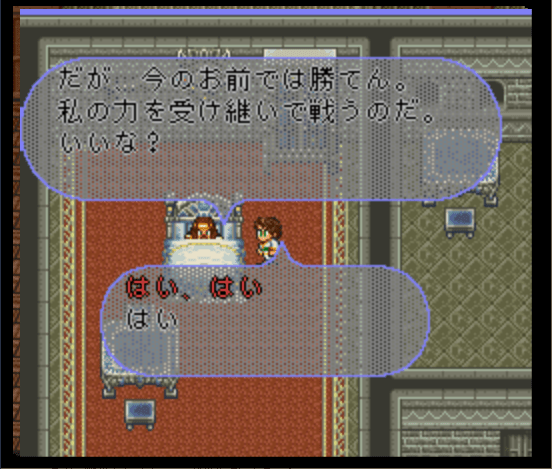 だが、今のお前では勝てん。
私の力を受け継いで戦うのだ。
いいな？
はい、はい
はい